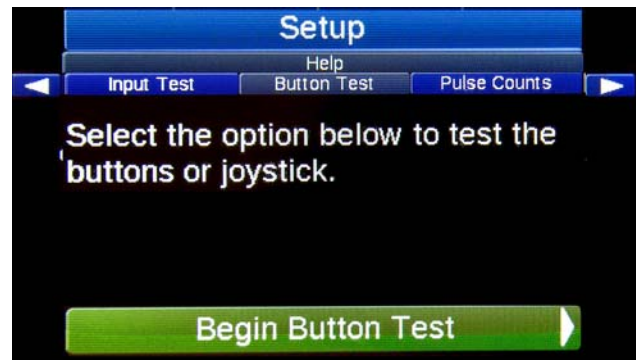 Setup
Help
Input Test Button Test Pulse Counts
Select the option below to test the
buttons or joystick.
Begin Button Test